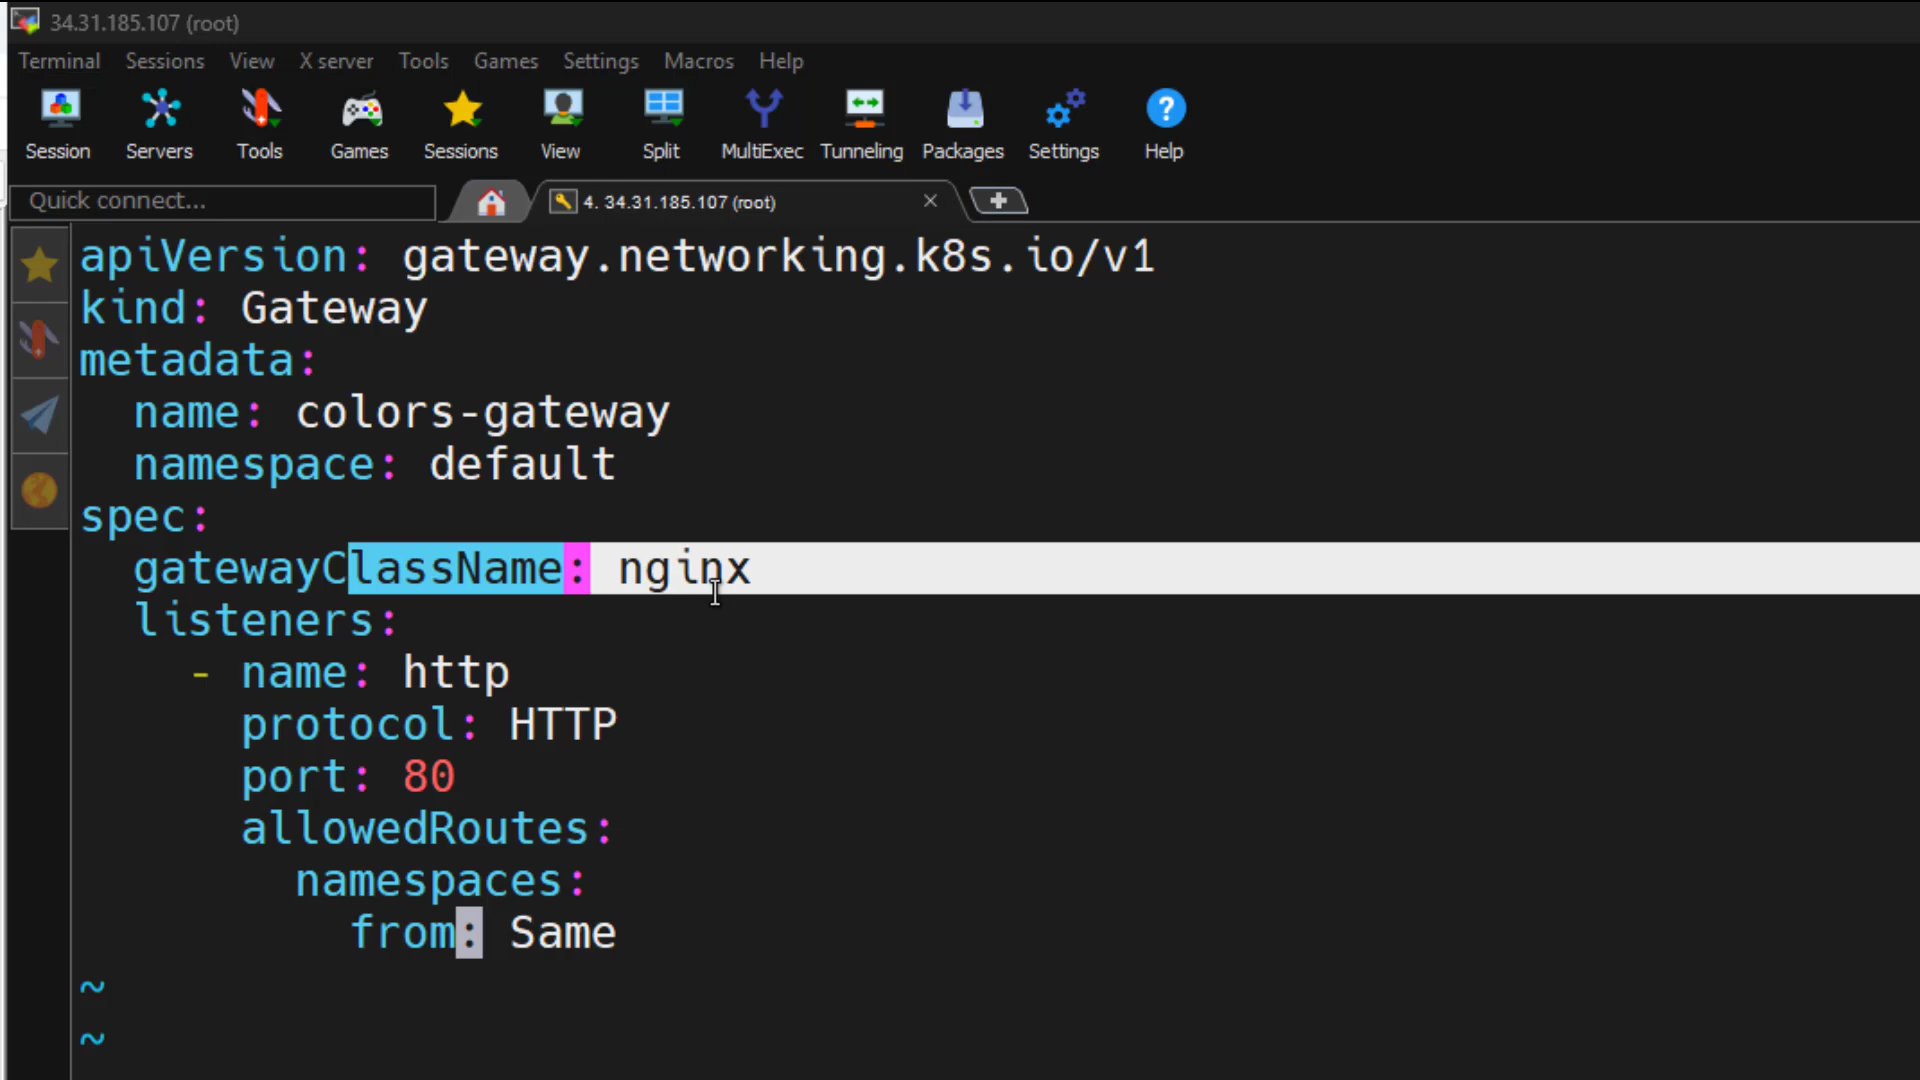 34.31.185.107 (root)
Terminal Sessions View X server Tools Games Settings Macros Help
Session Servers Tools Games Sessions View Split MultiExec Tunneling Packages Settings Help
Quick connect... 4. 34.31.185.107 (root)
apiVersion: gateway.networking.k8s.io/v1
kind: Gateway
metadata:
  name: colors-gateway
  namespace: default
spec:
  gatewayClassName: nginx
  listeners:
    - name: http
      protocol: HTTP
      port: 80
      allowedRoutes:
        namespaces:
          from: Same
~
~